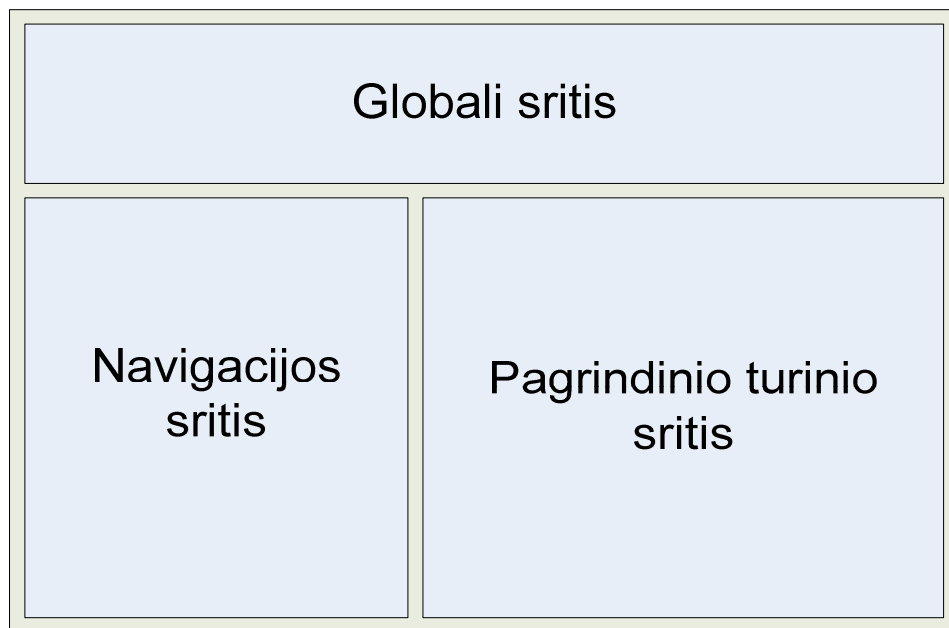 Globali sritis
Navigacijos
sritis
Pagrindinio turinio
sritis